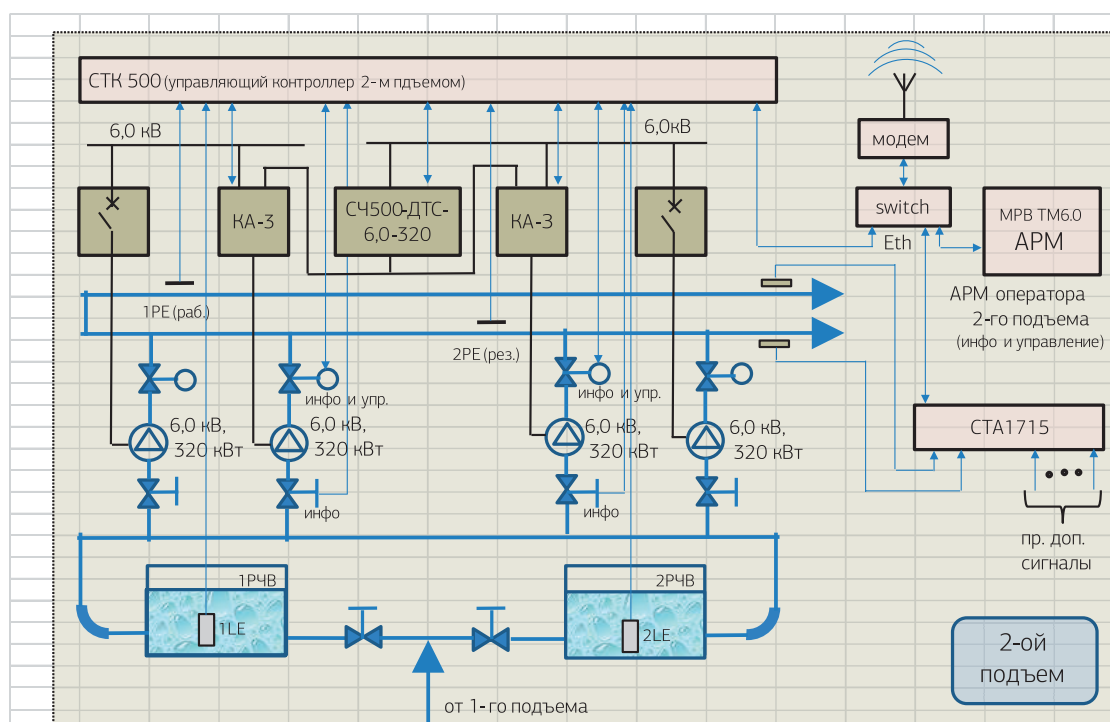 СТК 500 (управляющий контроллер 2-м пдъемом)
6,0 кВ
6,0кВ
модем
КА-3
СЧ500-ДТС-
6,0-320
КА-3
switch
Eth
МРВ ТМ6.0
АРМ
АРМ оператора
2-го подъема
(инфо и управление)
1PE (раб.)
2PE (рез.)
инфо и упр.
инфо и упр.
6,0 кВ,
320 кВт
6,0 кВ,
320 кВт
6,0 кВ,
320 кВт
6,0 кВ,
320 кВт
СТА1715
инфо
инфо
пр. доп.
сигналы
1РЧВ
2РЧВ
1LE
2LE
2-ой
подъем
от 1-го подъема